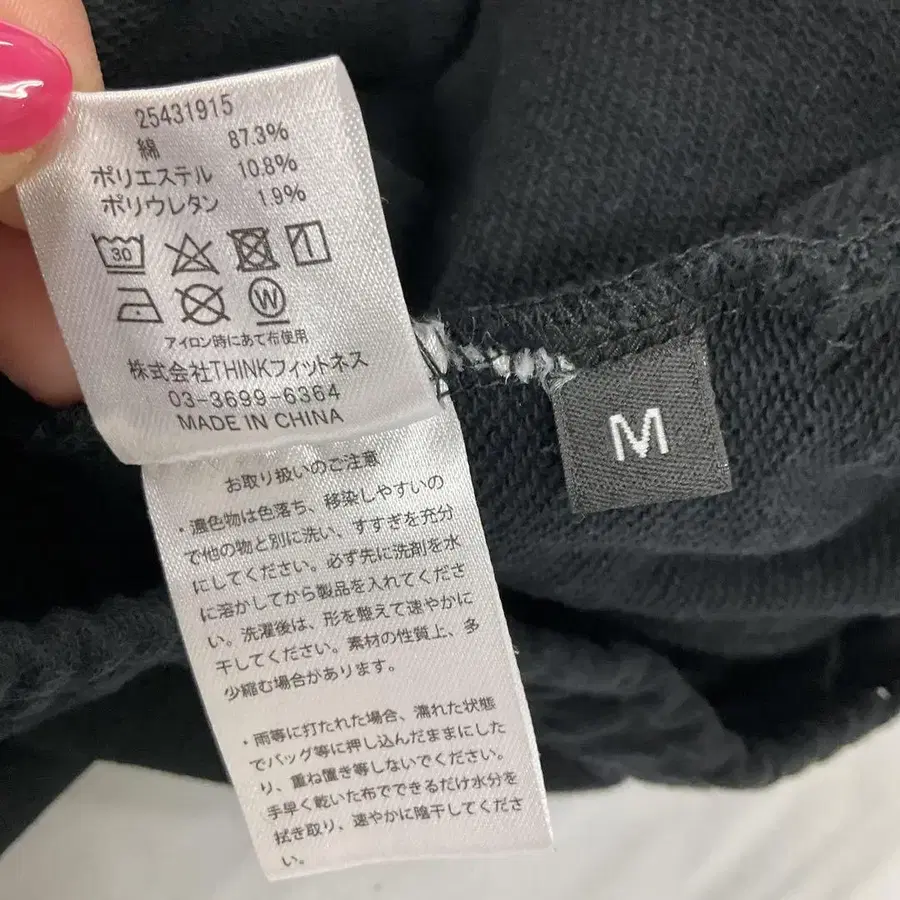 25431915
綿 87.3%
ポリエステル 10.8%
ポリウレタン 1.9%
30
W
アイロン時にあて布使用
株式会社THINKフィットネス
03-3699-6364
MADE IN CHINA
M
お取り扱いのご注意
・濃色物は色落ち、移染しやすいの
で他の物と別に洗い、すすぎを充分
にしてください。必ず先に洗剤を水
に溶かしてから製品を入れてくださ
い。洗濯後は、形を整えて速やかに
干してください。素材の性質上、多
少縮む場合があります。
・雨等に打たれた場合、濡れた状態
でバッグ等に押し込んだままにした
り、重ね置き等しないでください。
手早く乾いた布でできるだけ水分を
拭き取り、速やかに陰干してくださ
い。